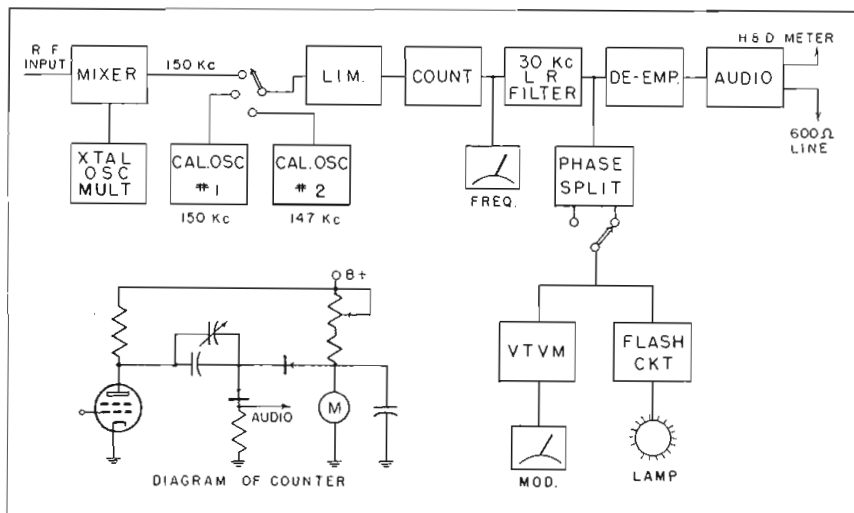 R F
INPUT
MIXER
150 KC
LIM.
COUNT
30 KC
L R
FILTER
DE-EMP.
AUDIO
H & D METER
600Ω
LINE
XTAL
OSC
MULT
CAL. OSC
# 1
150 KC
CAL. OSC
# 2
147 KC
FREQ.
PHASE
SPLIT
VTVM
FLASH
CKT
MOD.
LAMP
B+
AUDIO
M
DIAGRAM OF COUNTER